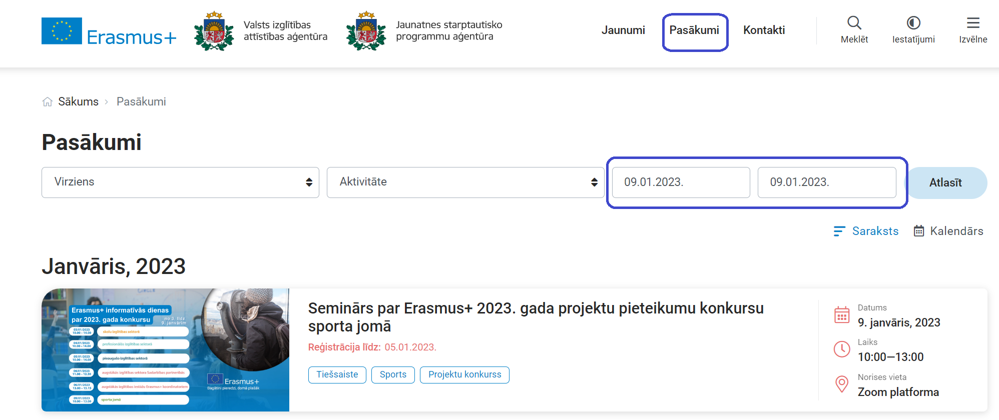 Erasmus+
Valsts izglītības
attīstības aģentūra
Jaunatnes starptautisko
programmu aģentūra
Jaunumi
Pasākumi
Kontakti
Meklēt
Iestatījumi
Izvēlne
Sākums
Pasākumi
Pasākumi
Virziens
Aktivitāte
09.01.2023.
09.01.2023.
Atlasīt
Saraksts
Kalendārs
Janvāris, 2023
Erasmus+ informatīvās dienas
par 2023. gada konkursu
no 3. līdz
9. janvārim
03/01/2023
10.00 – 14.00
skolu izglītības sektorā
04/01/2023
10.00 – 14.00
profesionālās izglītības sektorā
05/01/2023
10.00 – 14.00
pieaugušo izglītības sektorā
06/01/2023
11.00 – 12.30
augstākās izglītības sektora Sadarbības partnerībās
06/01/2023
13.00 – 15.15
augstākās izglītības iestāžu Erasmus+ koordinatoriem
09/01/2023
10.00 – 13.00
sporta jomā
Erasmus+
Bagātini pieredzi, domā plašāk
Seminārs par Erasmus+ 2023. gada projektu pieteikumu konkursu
sporta jomā
Reģistrācija līdz: 05.01.2023.
Tiešsaiste
Sports
Projektu konkurss
Datums
9. janvāris, 2023
Laiks
10:00—13:00
Norises vieta
Zoom platforma